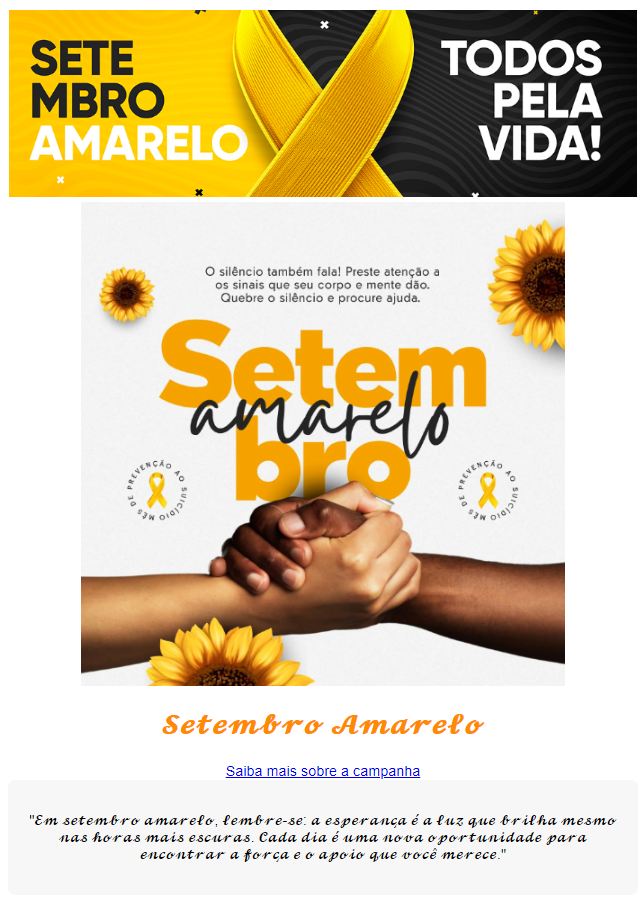 SETE
MBRO
AMARELO
TODOS
PELA
VIDA!
O silêncio também fala! Preste atenção a
os sinais que seu corpo e mente dão.
Quebre o silêncio e procure ajuda.
Setem
amarelo
bro
MÊS DE PREVENÇÃO AO SUICÍDIO
MÊS DE PREVENÇÃO AO SUICÍDIO
Setembro Amarelo
Saiba mais sobre a campanha
"Em setembro amarelo, lembre-se: a esperança é a luz que brilha mesmo
nas horas mais escuras. Cada dia é uma nova oportunidade para
encontrar a força e o apoio que você merece."